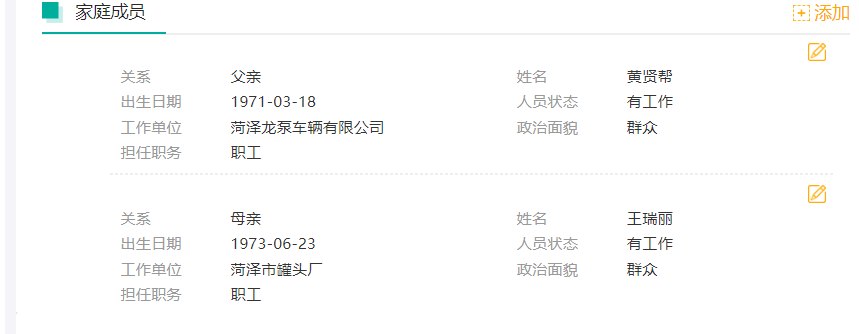 家庭成员 添加
关系 父亲 姓名 黄贤帮
出生日期 1971-03-18 人员状态 有工作
工作单位 菏泽龙泵车辆有限公司 政治面貌 群众
担任职务 职工
关系 母亲 姓名 王瑞丽
出生日期 1973-06-23 人员状态 有工作
工作单位 菏泽市罐头厂 政治面貌 群众
担任职务 职工